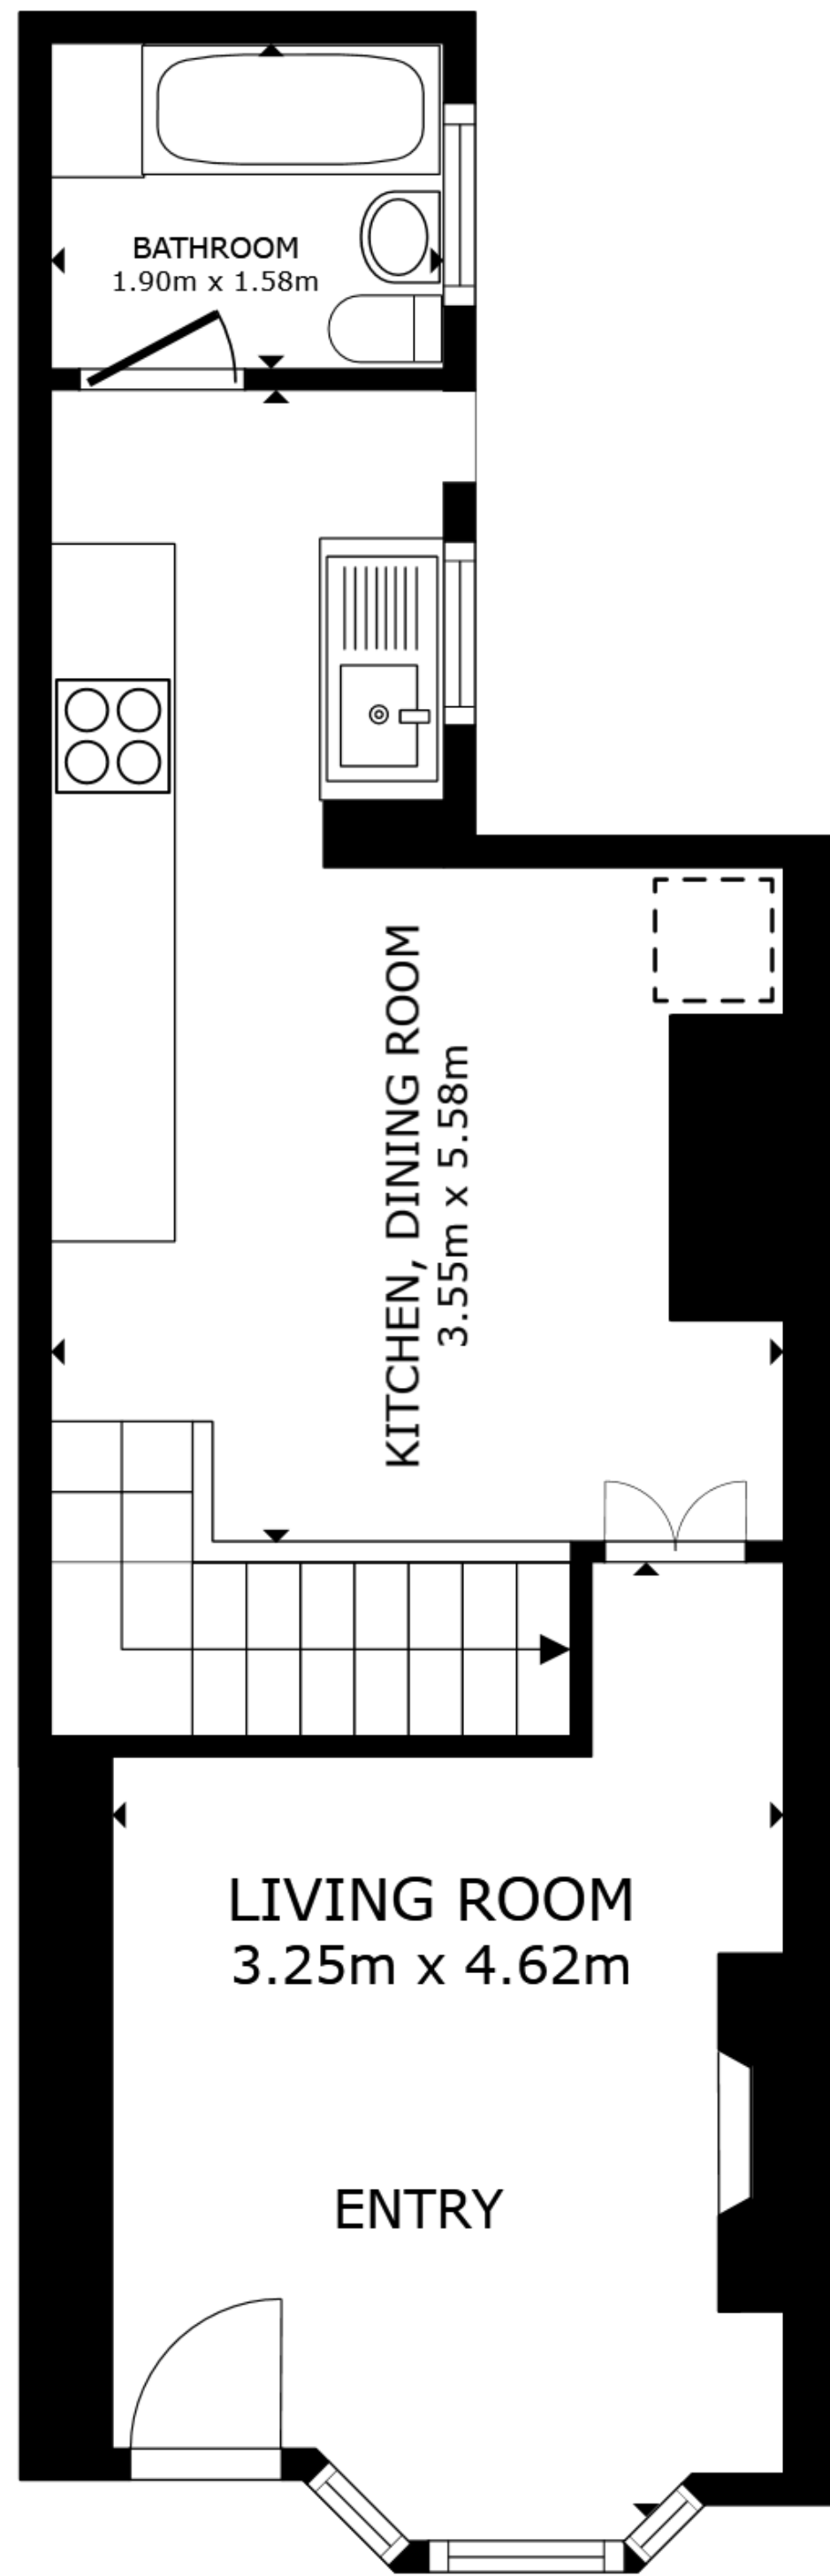 BATHROOM
1.90m x 1.58m
KITCHEN, DINING ROOM
3.55m x 5.58m
LIVING ROOM
3.25m x 4.62m
ENTRY